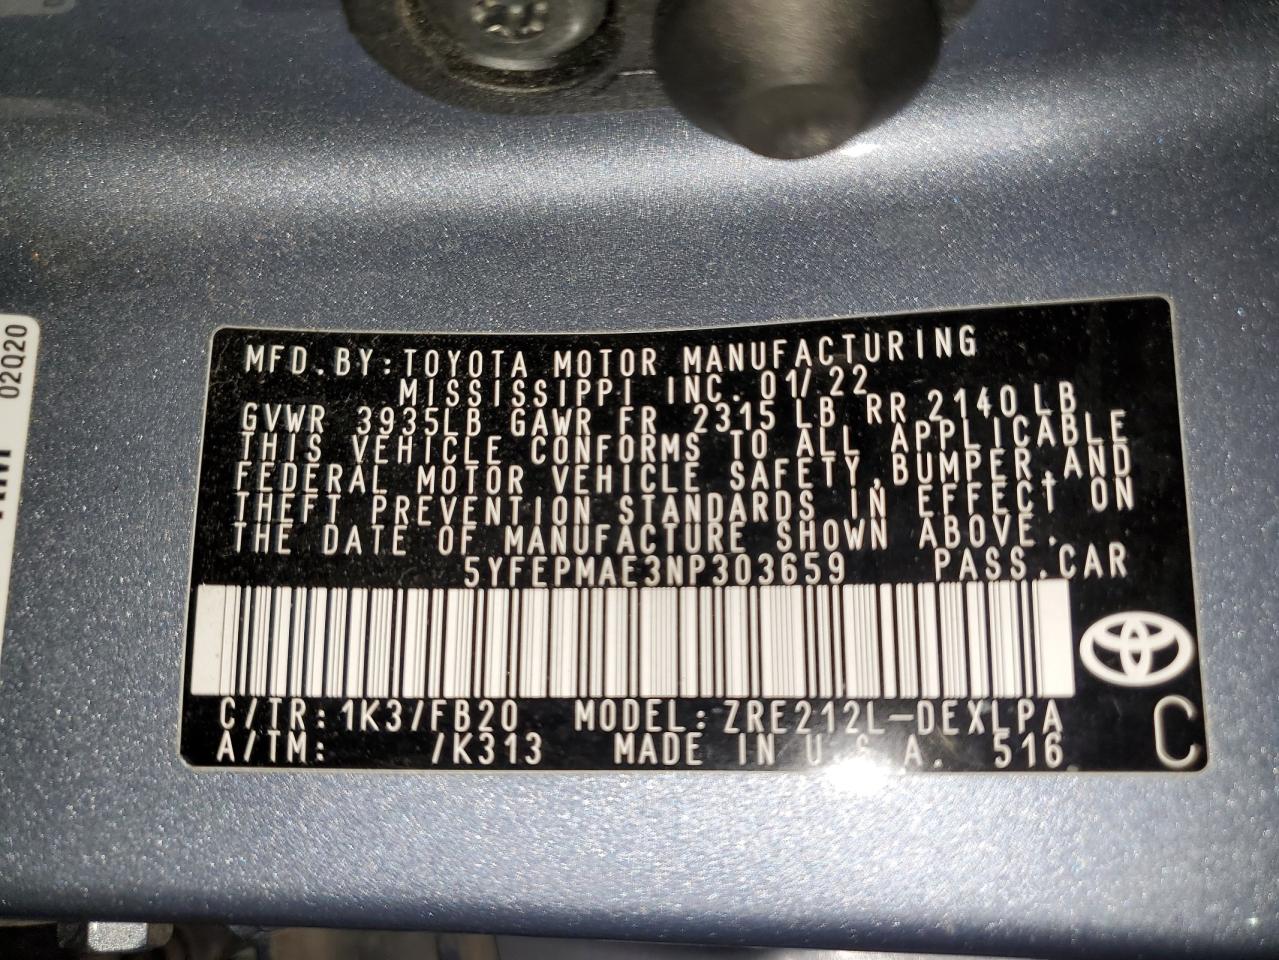 MFD.BY:TOYOTA MOTOR MANUFACTURING
MISSISSIPPI INC. 01/22
GVWR 3935LB GAWR FR 2315 LB RR 2140 LB
THIS VEHICLE CONFORMS TO ALL APPLICABLE
FEDERAL MOTOR VEHICLE SAFETY,BUMPER,AND
THEFT PREVENTION STANDARDS IN EFFECT ON
THE DATE OF MANUFACTURE SHOWN ABOVE.
5YFEPMAE3NP303659 PASS.CAR
C/TR:1K3/FB20 MODEL:ZRE212L-DEXLPA
A/TM: /K313 MADE IN U.S.A. 516
C
02Q20